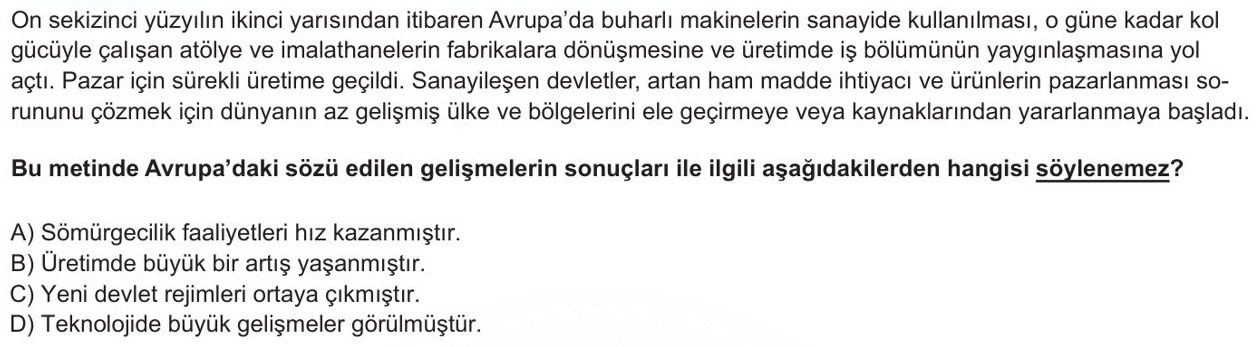 On sekizinci yüzyılın ikinci yarısından itibaren Avrupa’da buharlı makinelerin sanayide kullanılması, o güne kadar kol
gücüyle çalışan atölye ve imalathanelerin fabrikalara dönüşmesine ve üretimde iş bölümünün yaygınlaşmasına yol
açtı. Pazar için sürekli üretime geçildi. Sanayileşen devletler, artan ham madde ihtiyacı ve ürünlerin pazarlanması so-
rununu çözmek için dünyanın az gelişmiş ülke ve bölgelerini ele geçirmeye veya kaynaklarından yararlanmaya başladı.
Bu metinde Avrupa’daki sözü edilen gelişmelerin sonuçları ile ilgili aşağıdakilerden hangisi söylenemez?
A) Sömürgecilik faaliyetleri hız kazanmıştır.
B) Üretimde büyük bir artış yaşanmıştır.
C) Yeni devlet rejimleri ortaya çıkmıştır.
D) Teknolojide büyük gelişmeler görülmüştür.